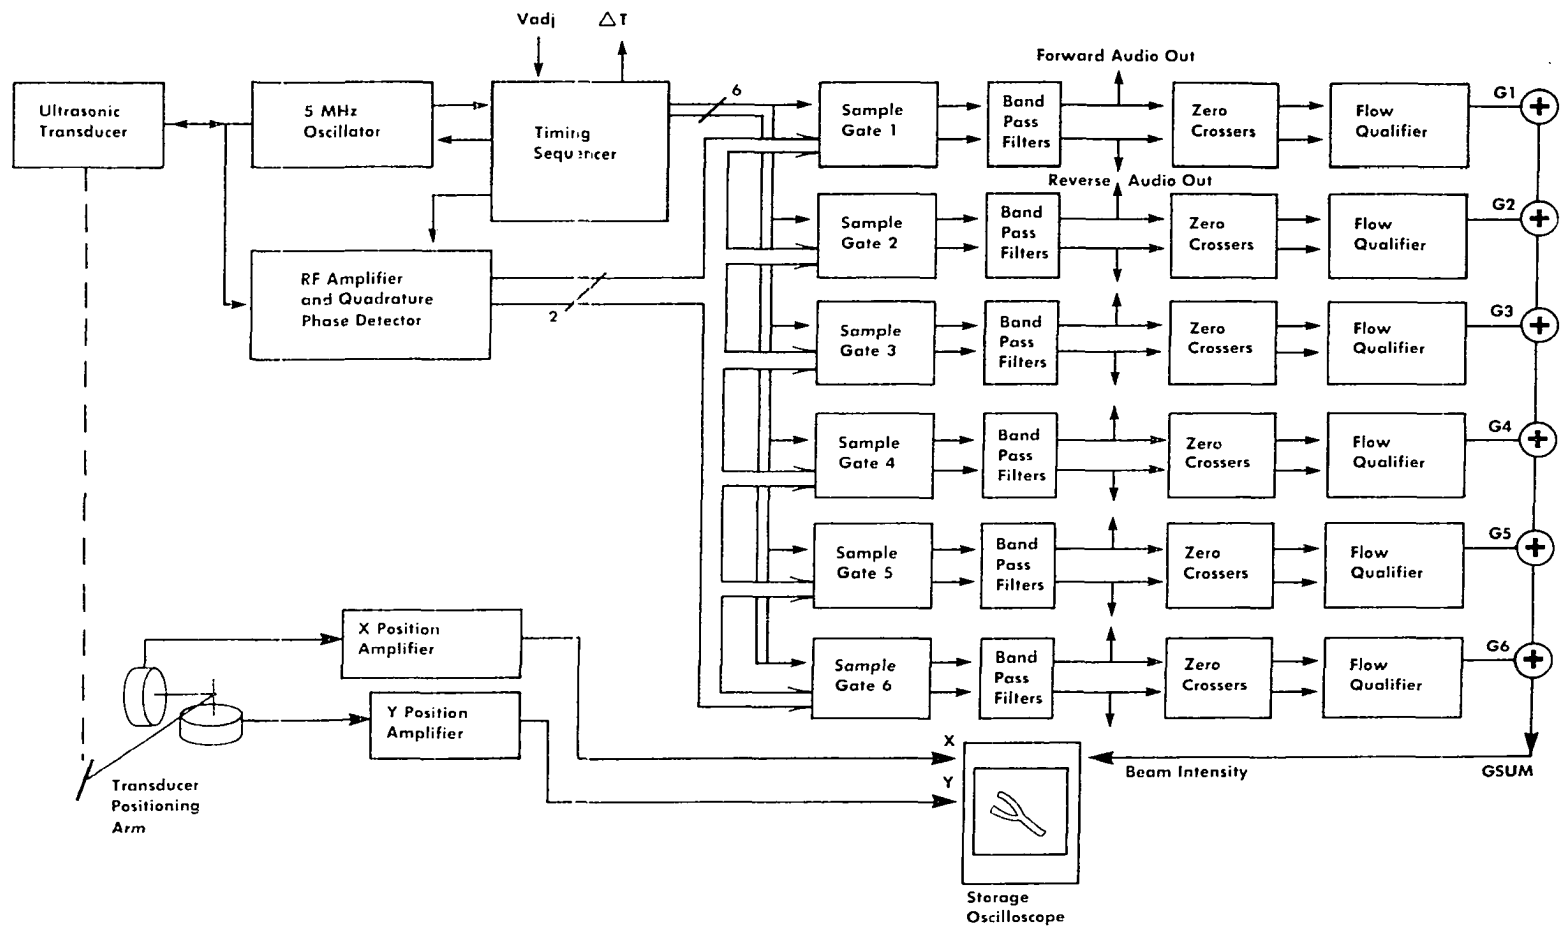 Vadj
△T
Ultrasonic
Transducer
5 MHz
Oscillator
Timing
Sequencer
6
RF Amplifier
and Quadrature
Phase Detector
2
Forward Audio Out
Sample
Gate 1
Band
Pass
Filters
Zero
Crossers
Flow
Qualifier
G1
+
Reverse Audio Out
Sample
Gate 2
Band
Pass
Filters
Zero
Crossers
Flow
Qualifier
G2
+
Sample
Gate 3
Band
Pass
Filters
Zero
Crossers
Flow
Qualifier
G3
+
Sample
Gate 4
Band
Pass
Filters
Zero
Crossers
Flow
Qualifier
G4
+
Sample
Gate 5
Band
Pass
Filters
Zero
Crossers
Flow
Qualifier
G5
+
Sample
Gate 6
Band
Pass
Filters
Zero
Crossers
Flow
Qualifier
G6
+
X Position
Amplifier
Y Position
Amplifier
X
Y
Beam Intensity
GSUM
Transducer
Positioning
Arm
Storage
Oscilloscope